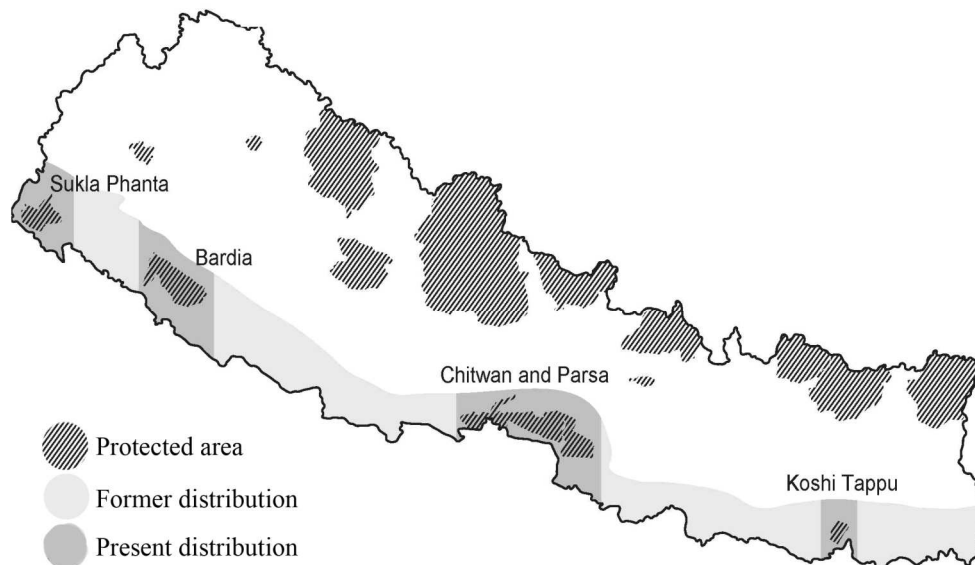 Sukla Phanta
Bardia
Chitwan and Parsa
Koshi Tappu
Protected area
Former distribution
Present distribution